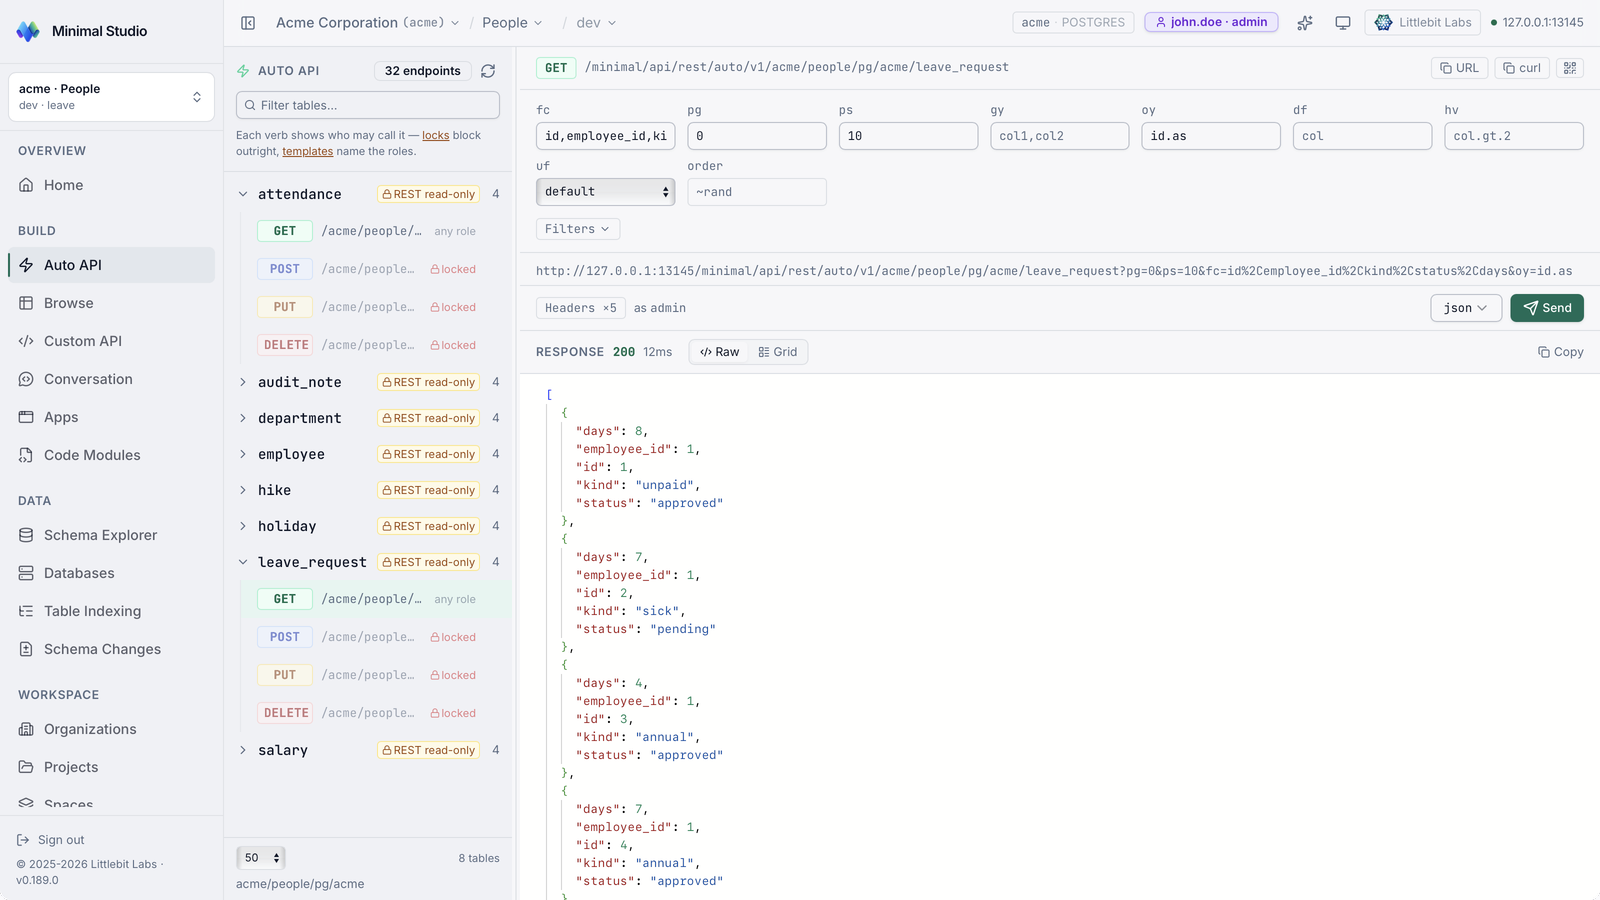 Minimal Studio
acme · People
dev · leave
OVERVIEW
Home
BUILD
Auto API
Browse
Custom API
Conversation
Apps
Code Modules
DATA
Schema Explorer
Databases
Table Indexing
Schema Changes
WORKSPACE
Organizations
Projects
Spaces
Sign out
© 2025-2026 Littlebit Labs ·
v0.189.0
Acme Corporation (acme) / People / dev
acme · POSTGRES
john.doe · admin
Littlebit Labs
127.0.0.1:13145
AUTO API
32 endpoints
Filter tables...
Each verb shows who may call it — locks block
outright, templates name the roles.
attendance REST read-only 4
GET /acme/people/… any role
POST /acme/people… locked
PUT /acme/people… locked
DELETE /acme/people… locked
audit_note REST read-only 4
department REST read-only 4
employee REST read-only 4
hike REST read-only 4
holiday REST read-only 4
leave_request REST read-only 4
GET /acme/people/… any role
POST /acme/people… locked
PUT /acme/people… locked
DELETE /acme/people… locked
salary REST read-only 4
50
8 tables
acme/people/pg/acme
GET /minimal/api/rest/auto/v1/acme/people/pg/acme/leave_request
URL
curl
fc pg ps gy oy df hv
id,employee_id,ki 0 10 col1,col2 id.as col col.gt.2
uf order
default ~rand
Filters
http://127.0.0.1:13145/minimal/api/rest/auto/v1/acme/people/pg/acme/leave_request?pg=0&ps=10&fc=id%2Cemployee_id%2Ckind%2Cstatus%2Cdays&oy=id.as
Headers ×5 as admin
json
Send
RESPONSE 200 12ms
Raw
Grid
Copy
[
{
"days": 8,
"employee_id": 1,
"id": 1,
"kind": "unpaid",
"status": "approved"
},
{
"days": 7,
"employee_id": 1,
"id": 2,
"kind": "sick",
"status": "pending"
},
{
"days": 4,
"employee_id": 1,
"id": 3,
"kind": "annual",
"status": "approved"
},
{
"days": 7,
"employee_id": 1,
"id": 4,
"kind": "annual",
"status": "approved"
}